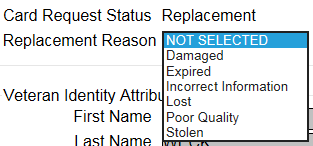 Card Request Status Replacement
Replacement Reason NOT SELECTED
Damaged
Expired
Incorrect Information
Lost
Poor Quality
Stolen
Veteran Identity Attribu
First Name
Last Name